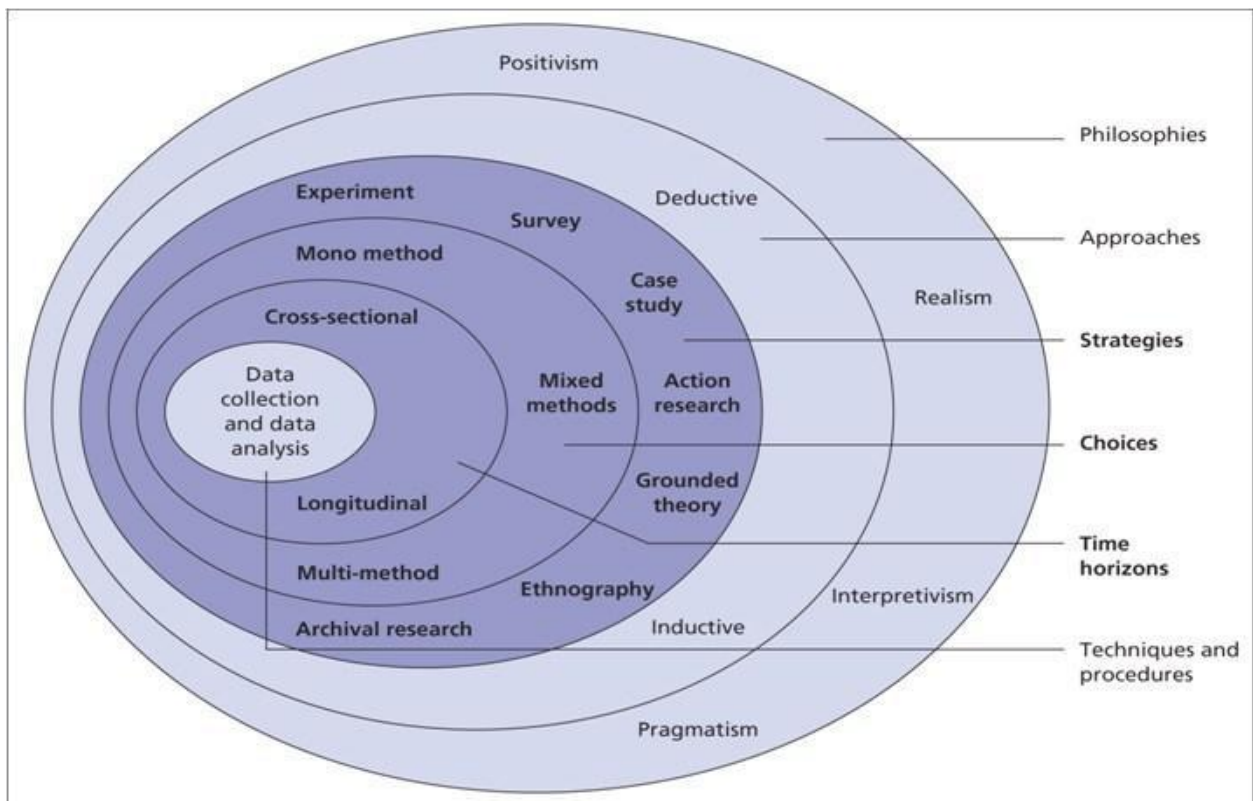 Positivism
Philosophies
Experiment
Deductive
Survey
Approaches
Mono method
Case
study
Realism
Cross-sectional
Strategies
Data
collection
and data
analysis
Mixed
methods
Action
research
Choices
Grounded
theory
Longitudinal
Time
horizons
Multi-method
Ethnography
Interpretivism
Archival research
Inductive
Techniques and
procedures
Pragmatism